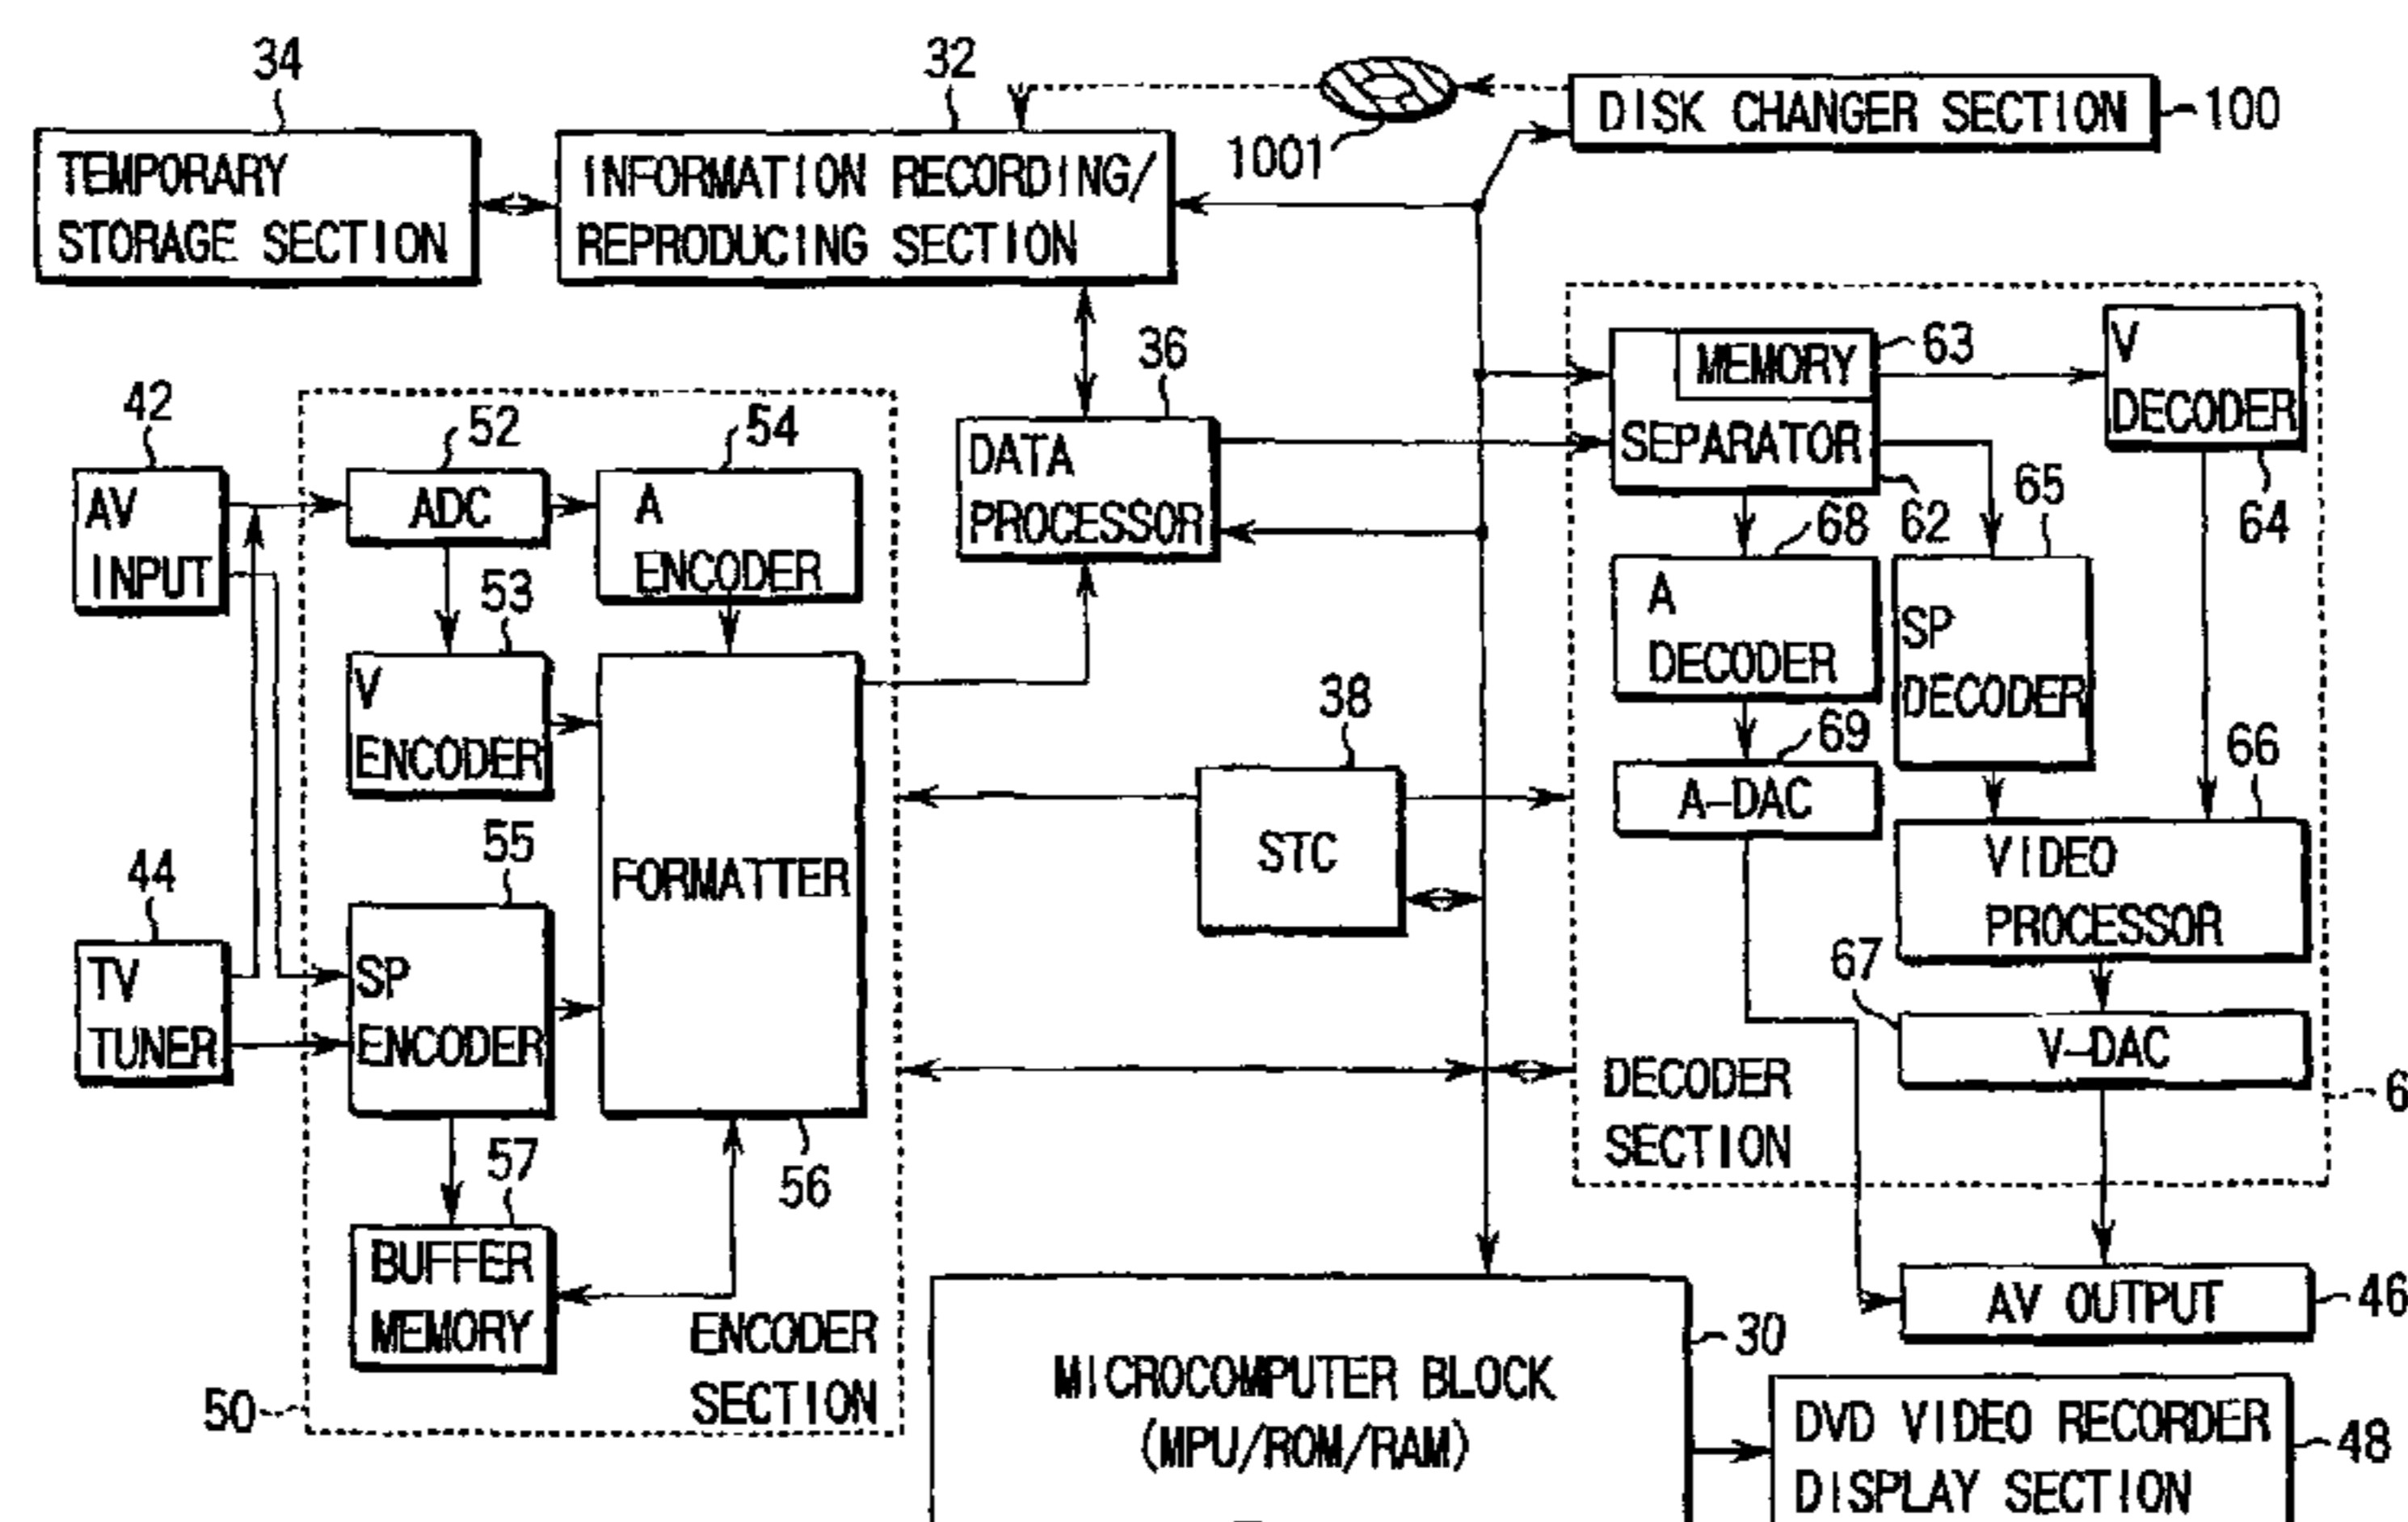 34
32
1001
DISK CHANGER SECTION
100
TEMPORARY
STORAGE SECTION
INFORMATION RECORDING/
REPRODUCING SECTION
42
AV
INPUT
44
TV
TUNER
52
ADC
54
A
ENCODER
53
V
ENCODER
55
SP
ENCODER
FORMATTER
56
57
BUFFER
MEMORY
ENCODER
SECTION
50
36
DATA
PROCESSOR
38
STC
MEMORY
63
SEPARATOR
62
V
DECODER
64
68
A
DECODER
65
SP
DECODER
69
A-DAC
66
VIDEO
PROCESSOR
67
V-DAC
DECODER
SECTION
6
AV OUTPUT
46
MICROCOMPUTER BLOCK
(MPU/ROM/RAM)
30
DVD VIDEO RECORDER
DISPLAY SECTION
48